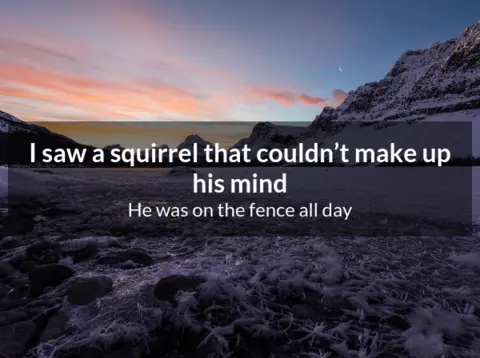 I saw a squirrel that couldn’t make up
his mind
He was on the fence all day